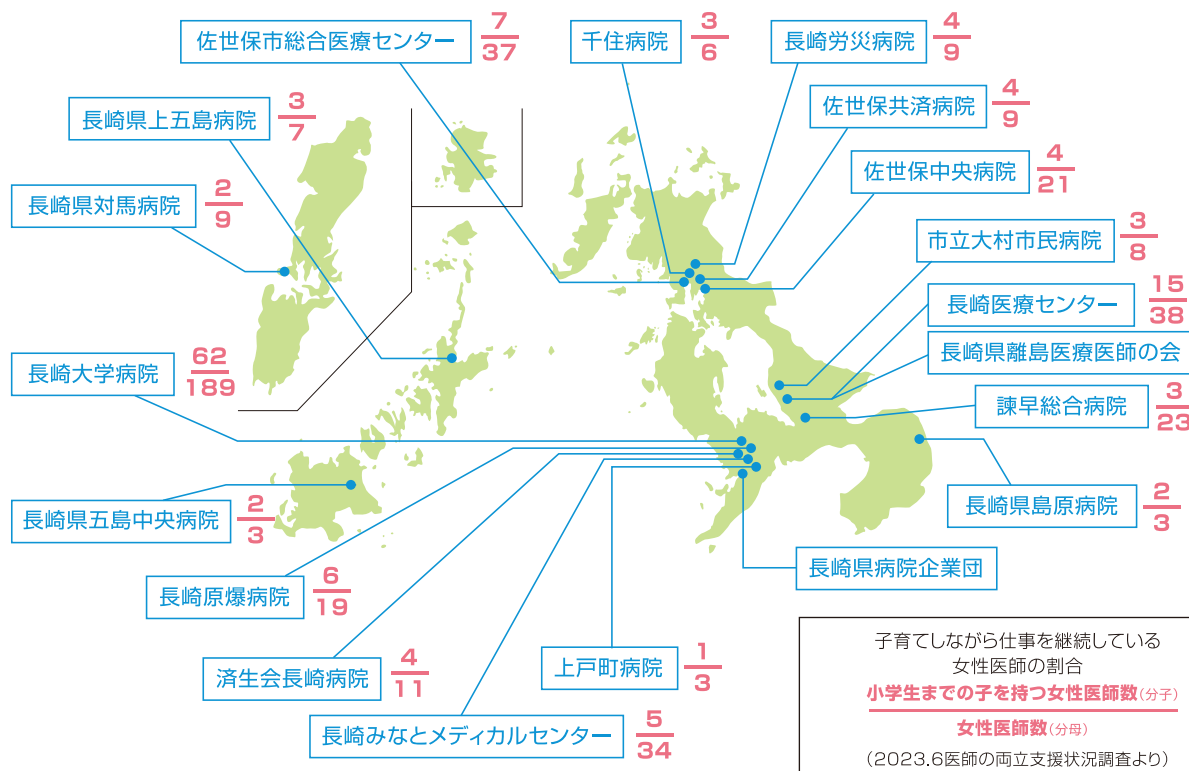 佐世保市総合医療センター
7
37
千住病院
3
6
長崎労災病院
4
9
長崎県上五島病院
3
7
佐世保共済病院
4
9
佐世保中央病院
4
21
長崎県対馬病院
2
9
市立大村市民病院
3
8
長崎医療センター
15
38
長崎県離島医療医師の会
長崎大学病院
62
189
諫早総合病院
3
23
長崎県五島中央病院
2
3
長崎県島原病院
2
3
長崎県病院企業団
長崎原爆病院
6
19
済生会長崎病院
4
11
上戸町病院
1
3
長崎みなとメディカルセンター
5
34
子育てしながら仕事を継続している
女性医師の割合
小学生までの子を持つ女性医師数(分子)
女性医師数(分母)
(2023.6医師の両立支援状況調査より)